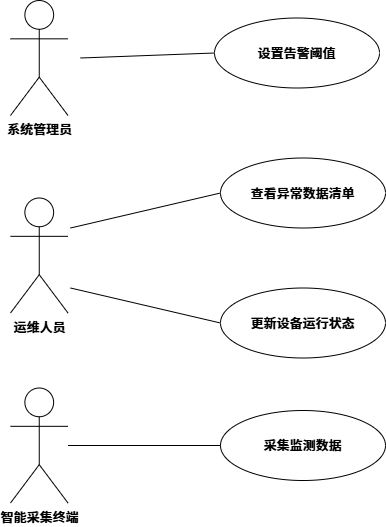 设置告警阈值
系统管理员
查看异常数据清单
更新设备运行状态
运维人员
采集监测数据
智能采集终端